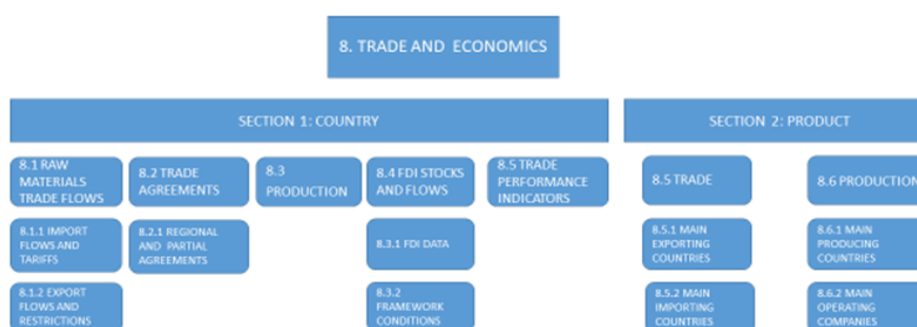 8. TRADE AND ECONOMICS
SECTION 1: COUNTRY
SECTION 2: PRODUCT
8.1 RAW
MATERIALS
TRADE FLOWS
8.2 TRADE
AGREEMENTS
8.3
PRODUCTION
8.4 FDI STOCKS
AND FLOWS
8.5 TRADE
PERFORMANCE
INDICATORS
8.5 TRADE
8.6 PRODUCTION
8.1.1 IMPORT
FLOWS AND
TARIFFS
8.2.1 REGIONAL
AND PARTIAL
AGREEMENTS
8.3.1 FDI DATA
8.5.1 MAIN
EXPORTING
COUNTRIES
8.6.1 MAIN
PRODUCING
COUNTRIES
8.1.2 EXPORT
FLOWS AND
RESTRICTIONS
8.3.2
FRAMEWORK
CONDITIONS
8.5.2 MAIN
IMPORTING
COUNTRIES
8.6.2 MAIN
OPERATING
COMPANIES